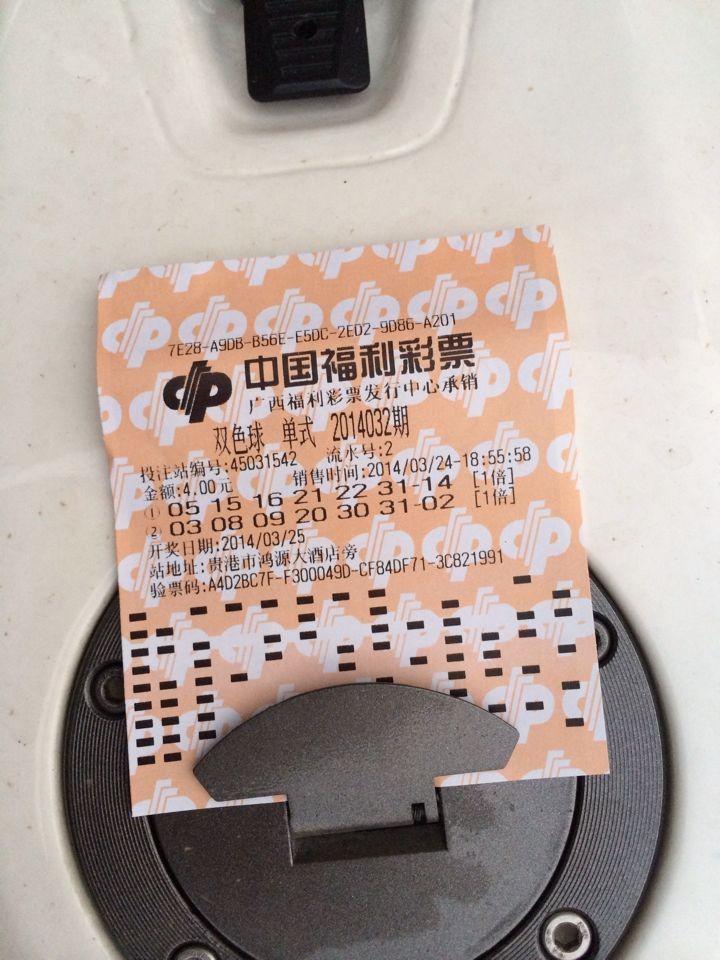 7E28-A9DB-B56E-E5DC-2ED2-9D86-A201
中国福利彩票
广西福利彩票发行中心承销
双色球 单式 2014032期
投注站编号:45031542 流水号:2
金额:4.00元 销售时间:2014/03/24-18:55:58
① 05 15 16 21 22 31-14 [1倍]
② 03 08 09 20 30 31-02 [1倍]
开奖日期:2014/03/25
站地址:贵港市鸿源大酒店旁
验票码:A4D2BC7F-F300049D-CF84DF71-3C821991